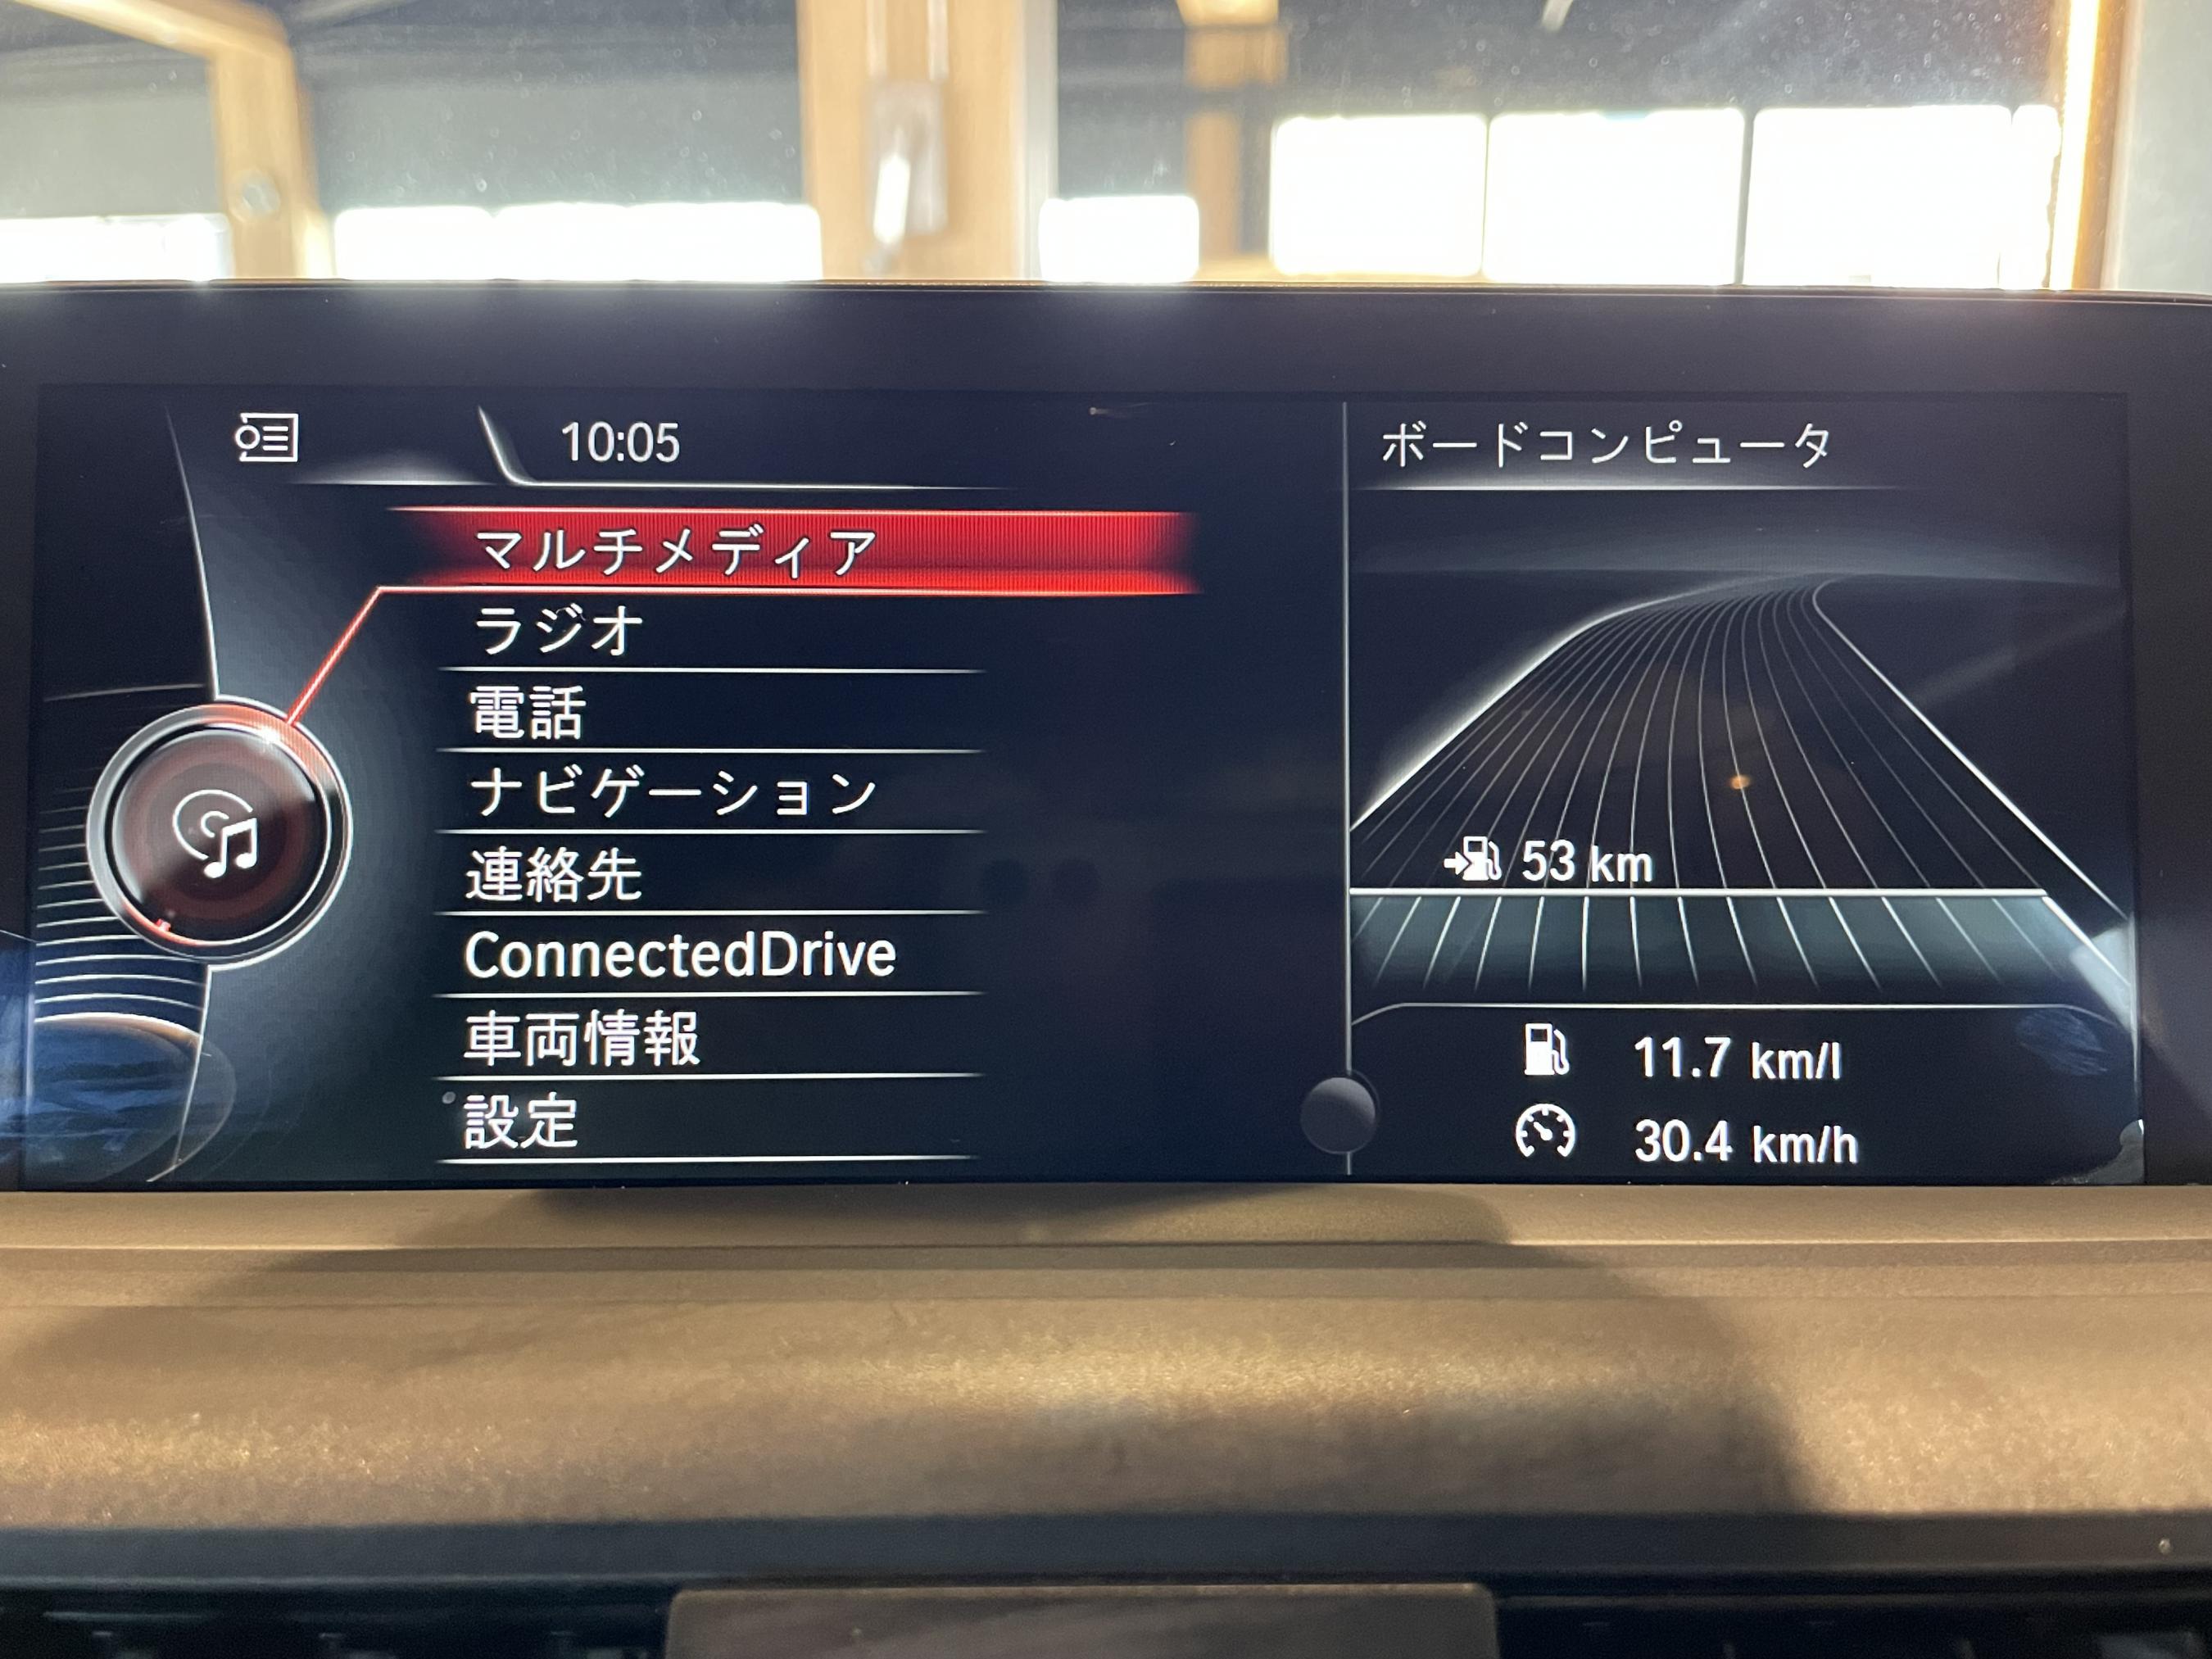 10:05
マルチメディア
ラジオ
電話
ナビゲーション
連絡先
ConnectedDrive
車両情報
設定
ボードコンピュータ
53 km
11.7 km/l
30.4 km/h